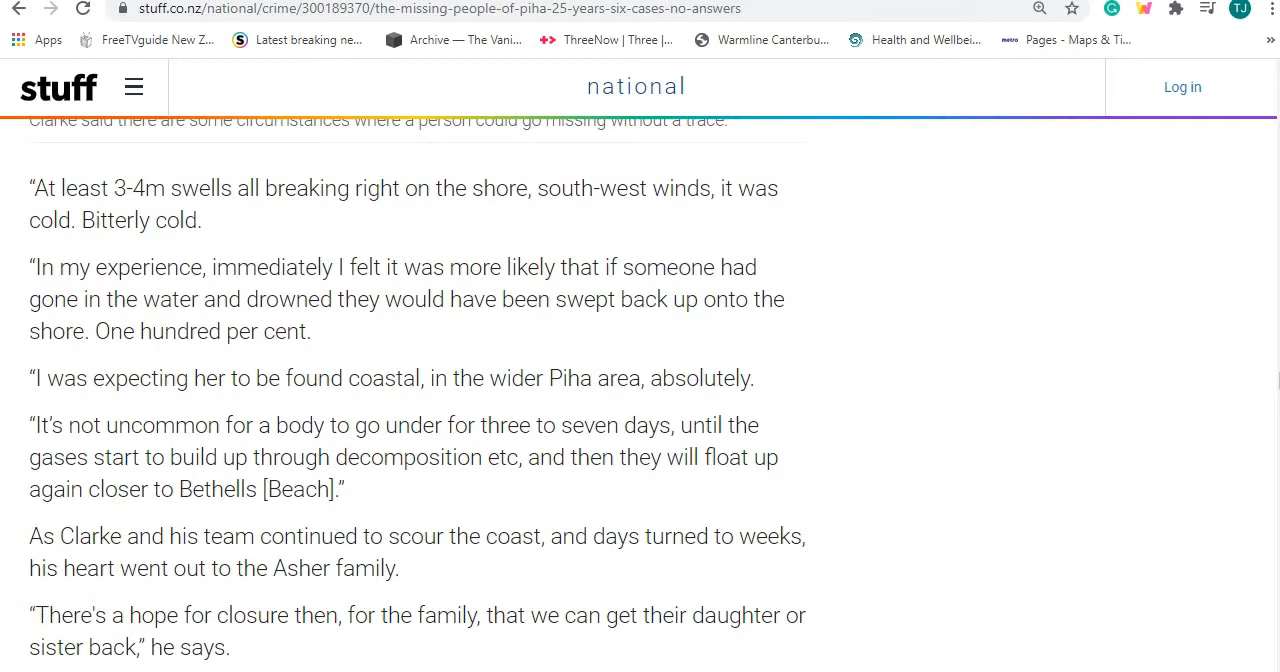 stuff.co.nz/national/crime/300189370/the-missing-people-of-piha-25-years-six-cases-no-answers
TJ
Apps FreeTVguide New Z... Latest breaking ne... Archive — The Vani... ThreeNow | Three |... Warmline Canterbu... Health and Wellbei... metro Pages - Maps & Ti... »
stuff national Log in
Clarke said there are some circumstances where a person could go missing without a trace.
“At least 3-4m swells all breaking right on the shore, south-west winds, it was
cold. Bitterly cold.
“In my experience, immediately I felt it was more likely that if someone had
gone in the water and drowned they would have been swept back up onto the
shore. One hundred per cent.
“I was expecting her to be found coastal, in the wider Piha area, absolutely.
“It’s not uncommon for a body to go under for three to seven days, until the
gases start to build up through decomposition etc, and then they will float up
again closer to Bethells [Beach].”
As Clarke and his team continued to scour the coast, and days turned to weeks,
his heart went out to the Asher family.
“There's a hope for closure then, for the family, that we can get their daughter or
sister back,” he says.